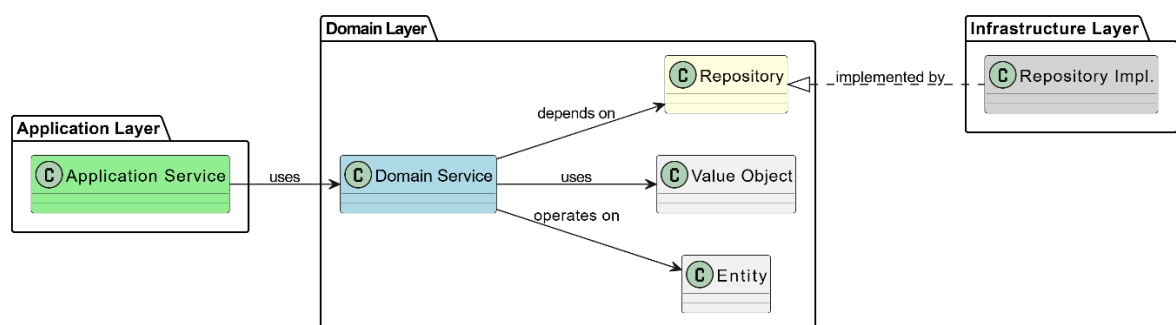 Domain Layer
Infrastructure Layer
C Repository
implemented by
C Repository Impl.
depends on
Application Layer
C Application Service
uses
C Domain Service
uses
C Value Object
operates on
C Entity